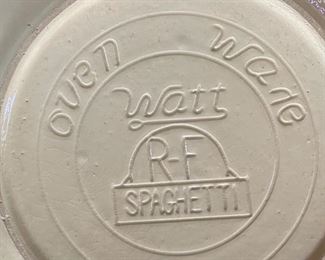 oven ware
Watt
R-F
SPAGHETTI